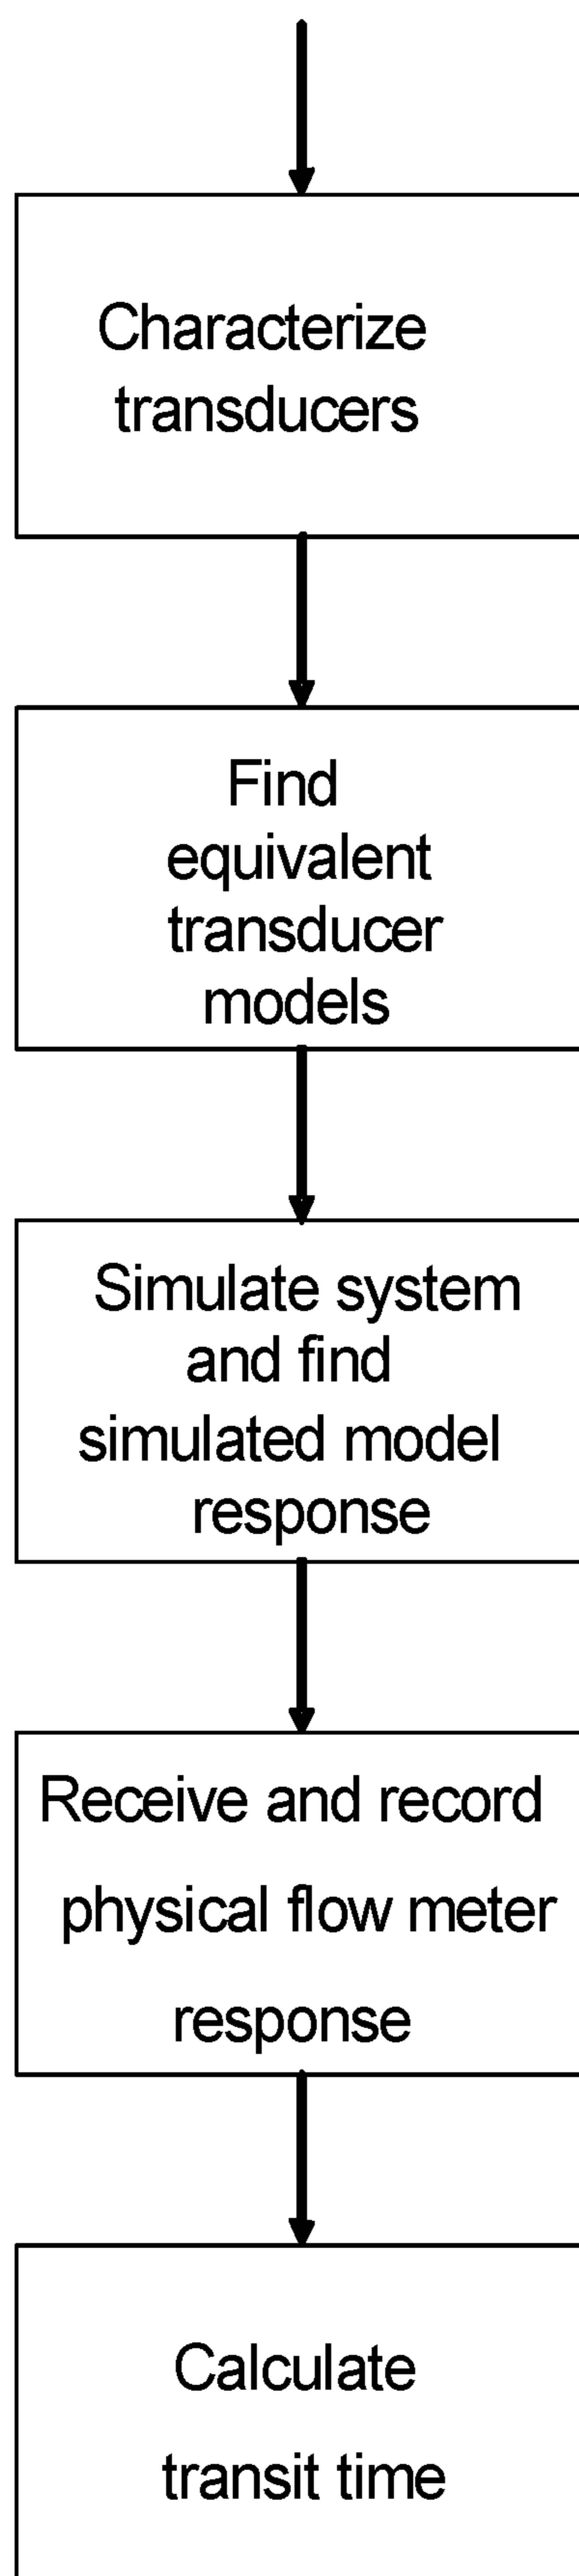 Characterize
transducers
Find
equivalent
transducer
models
Simulate system
and find
simulated model
response
Receive and record
physical flow meter
response
Calculate
transit time